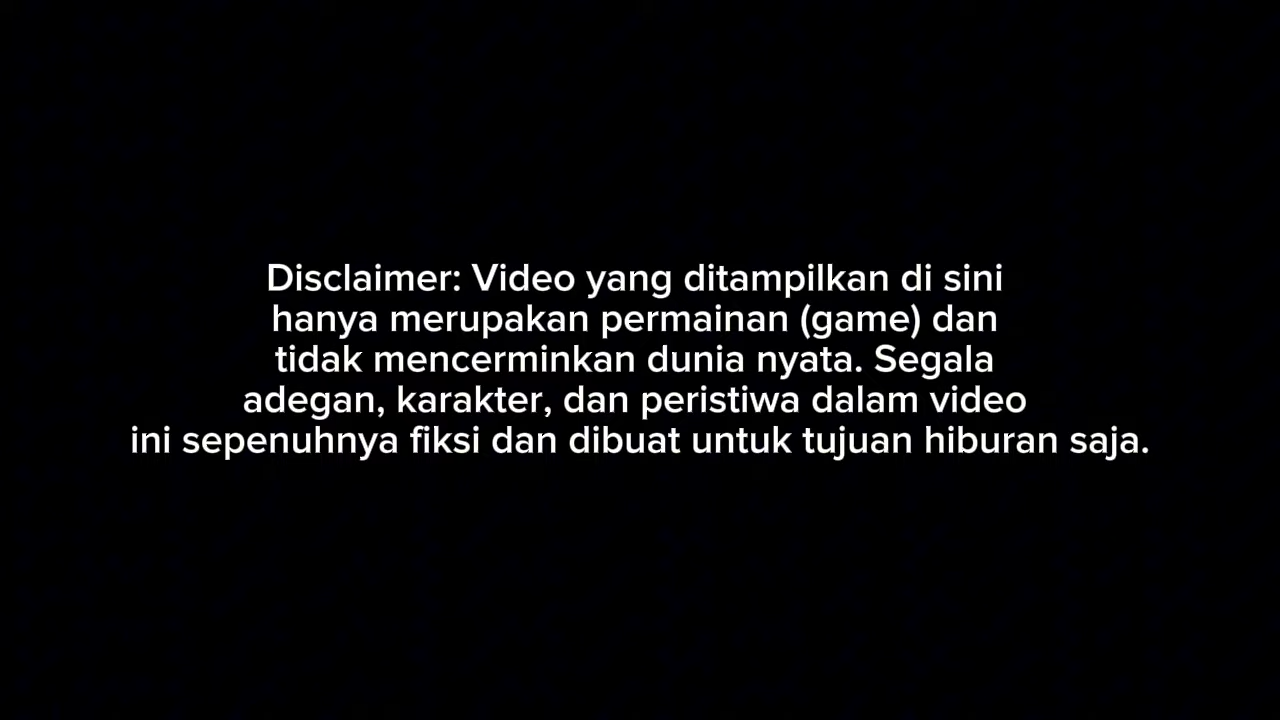 Disclaimer: Video yang ditampilkan di sini
hanya merupakan permainan (game) dan
tidak mencerminkan dunia nyata. Segala
adegan, karakter, dan peristiwa dalam video
ini sepenuhnya fiksi dan dibuat untuk tujuan hiburan saja.